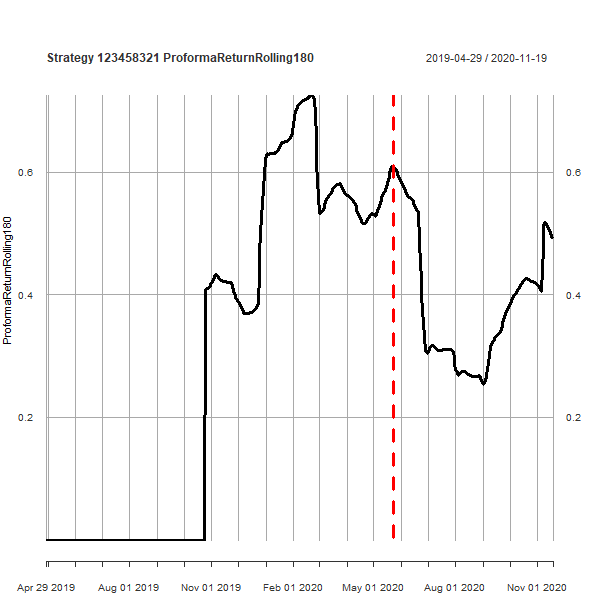 Strategy 123458321 ProformaReturnRolling180
2019-04-29 / 2020-11-19
ProformaReturnRolling180
0.6
0.6
0.4
0.4
0.2
0.2
Apr 29 2019
Aug 01 2019
Nov 01 2019
Feb 01 2020
May 01 2020
Aug 01 2020
Nov 01 2020